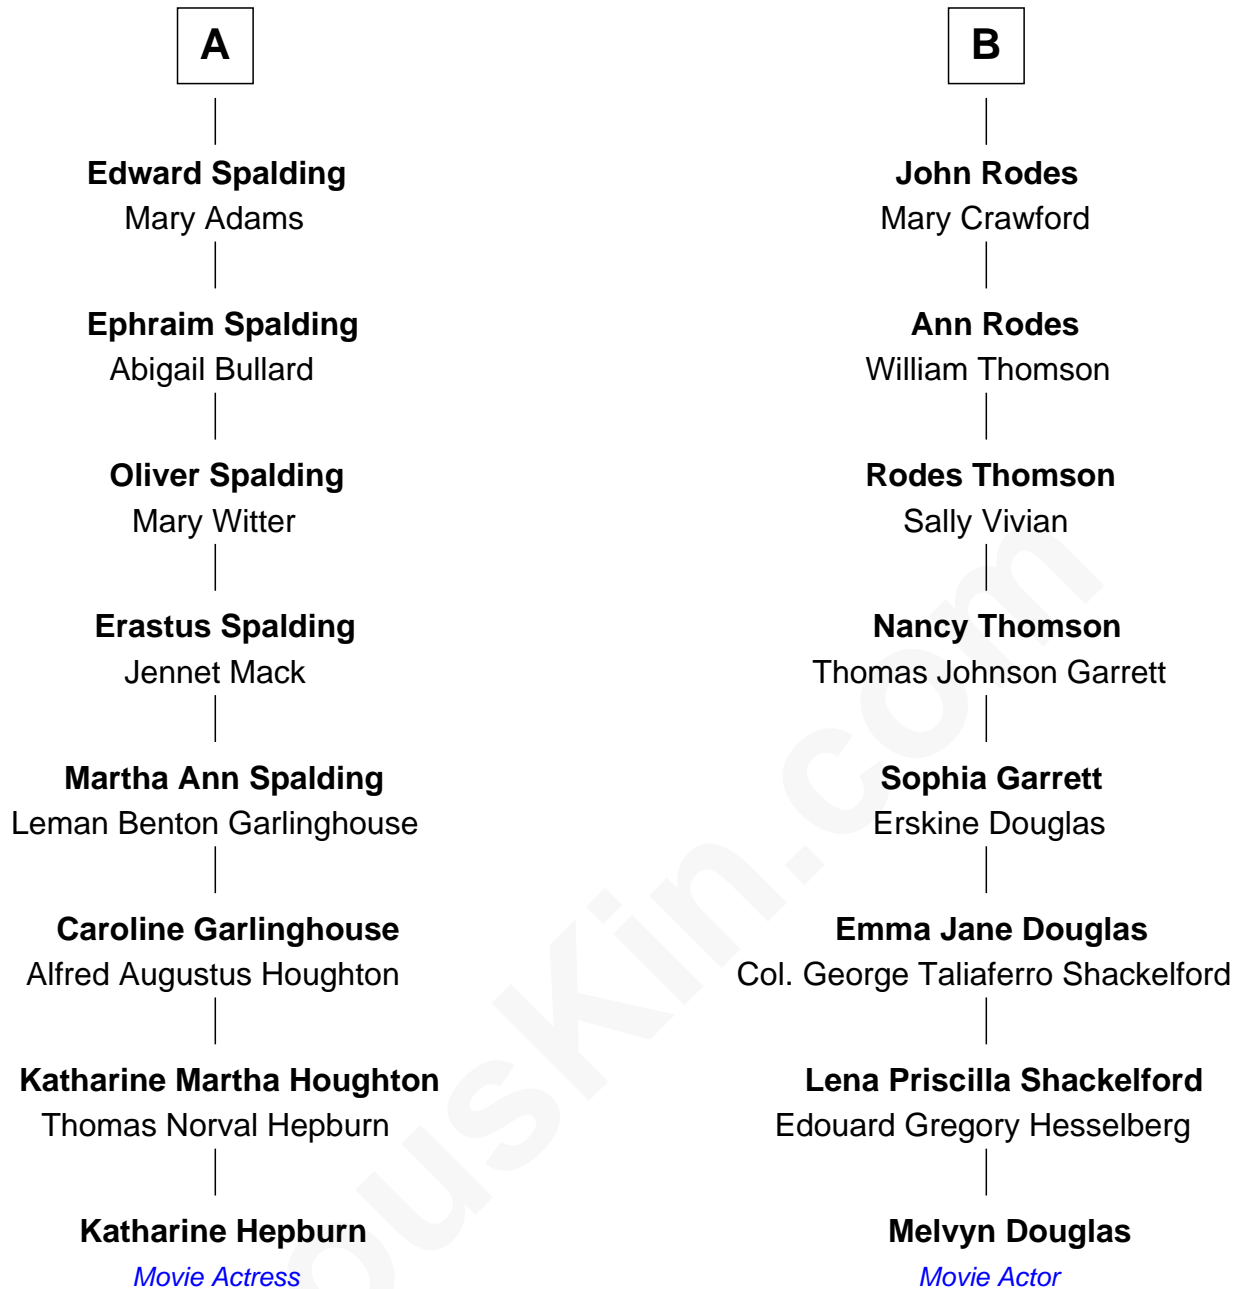 A
Edward Spalding
Mary Adams
Ephraim Spalding
Abigail Bullard
Oliver Spalding
Mary Witter
Erastus Spalding
Jennet Mack
Martha Ann Spalding
Leman Benton Garlinghouse
Caroline Garlinghouse
Alfred Augustus Houghton
Katharine Martha Houghton
Thomas Norval Hepburn
Katharine Hepburn
Movie Actress
B
John Rodes
Mary Crawford
Ann Rodes
William Thomson
Rodes Thomson
Sally Vivian
Nancy Thomson
Thomas Johnson Garrett
Sophia Garrett
Erskine Douglas
Emma Jane Douglas
Col. George Taliaferro Shackelford
Lena Priscilla Shackelford
Edouard Gregory Hesselberg
Melvyn Douglas
Movie Actor
ousKin.com